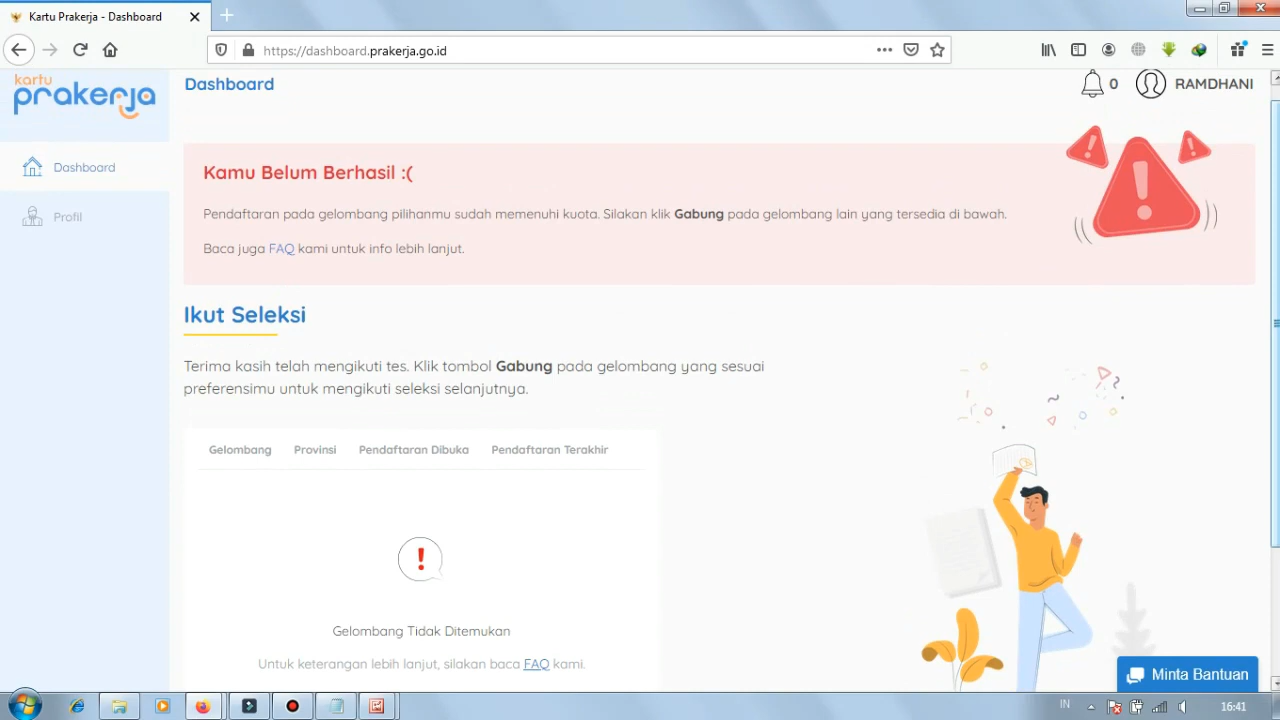 Kartu Prakerja - Dashboard
https://dashboard.prakerja.go.id
kartu
prakerja
Dashboard
0
RAMDHANI
Dashboard
Profil
Kamu Belum Berhasil :(
Pendaftaran pada gelombang pilihanmu sudah memenuhi kuota. Silakan klik Gabung pada gelombang lain yang tersedia di bawah.
Baca juga FAQ kami untuk info lebih lanjut.
Ikut Seleksi
Terima kasih telah mengikuti tes. Klik tombol Gabung pada gelombang yang sesuai
preferensimu untuk mengikuti seleksi selanjutnya.
Gelombang Provinsi Pendaftaran Dibuka Pendaftaran Terakhir
Gelombang Tidak Ditemukan
Untuk keterangan lebih lanjut, silakan baca FAQ kami.
Minta Bantuan
IN
16:41